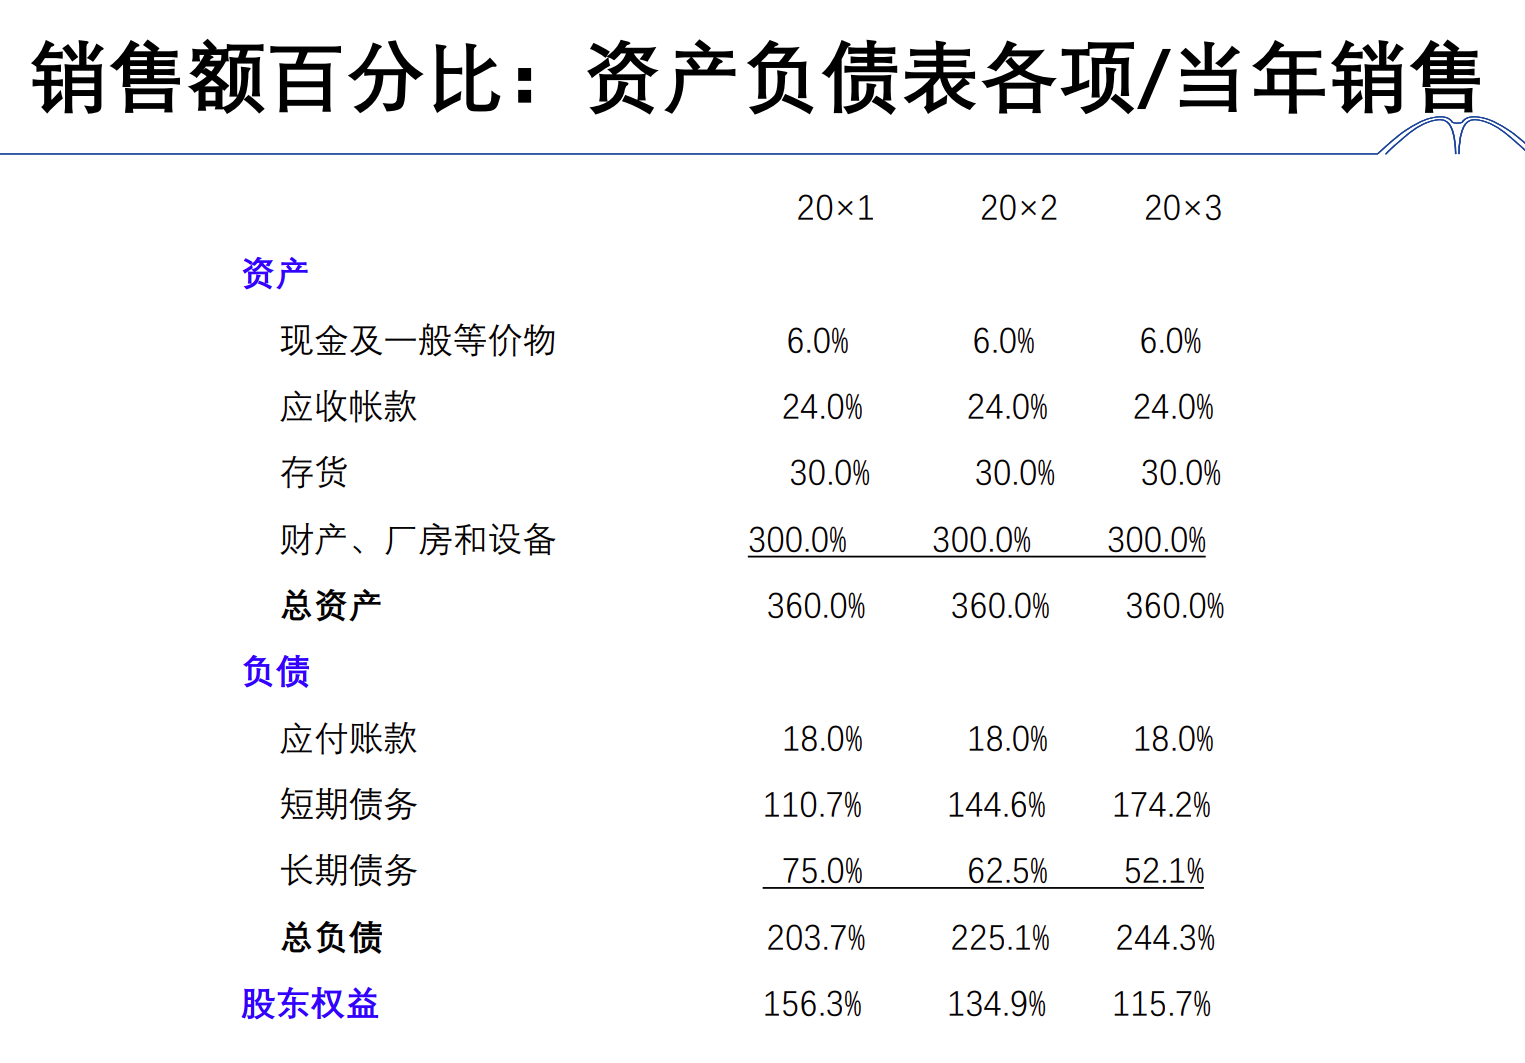 销售额百分比：资产负债表各项/当年销售
20×1 20×2 20×3
资产
现金及一般等价物 6.0% 6.0% 6.0%
应收帐款 24.0% 24.0% 24.0%
存货 30.0% 30.0% 30.0%
财产、厂房和设备 300.0% 300.0% 300.0%
总资产 360.0% 360.0% 360.0%
负债
应付账款 18.0% 18.0% 18.0%
短期债务 110.7% 144.6% 174.2%
长期债务 75.0% 62.5% 52.1%
总负债 203.7% 225.1% 244.3%
股东权益 156.3% 134.9% 115.7%